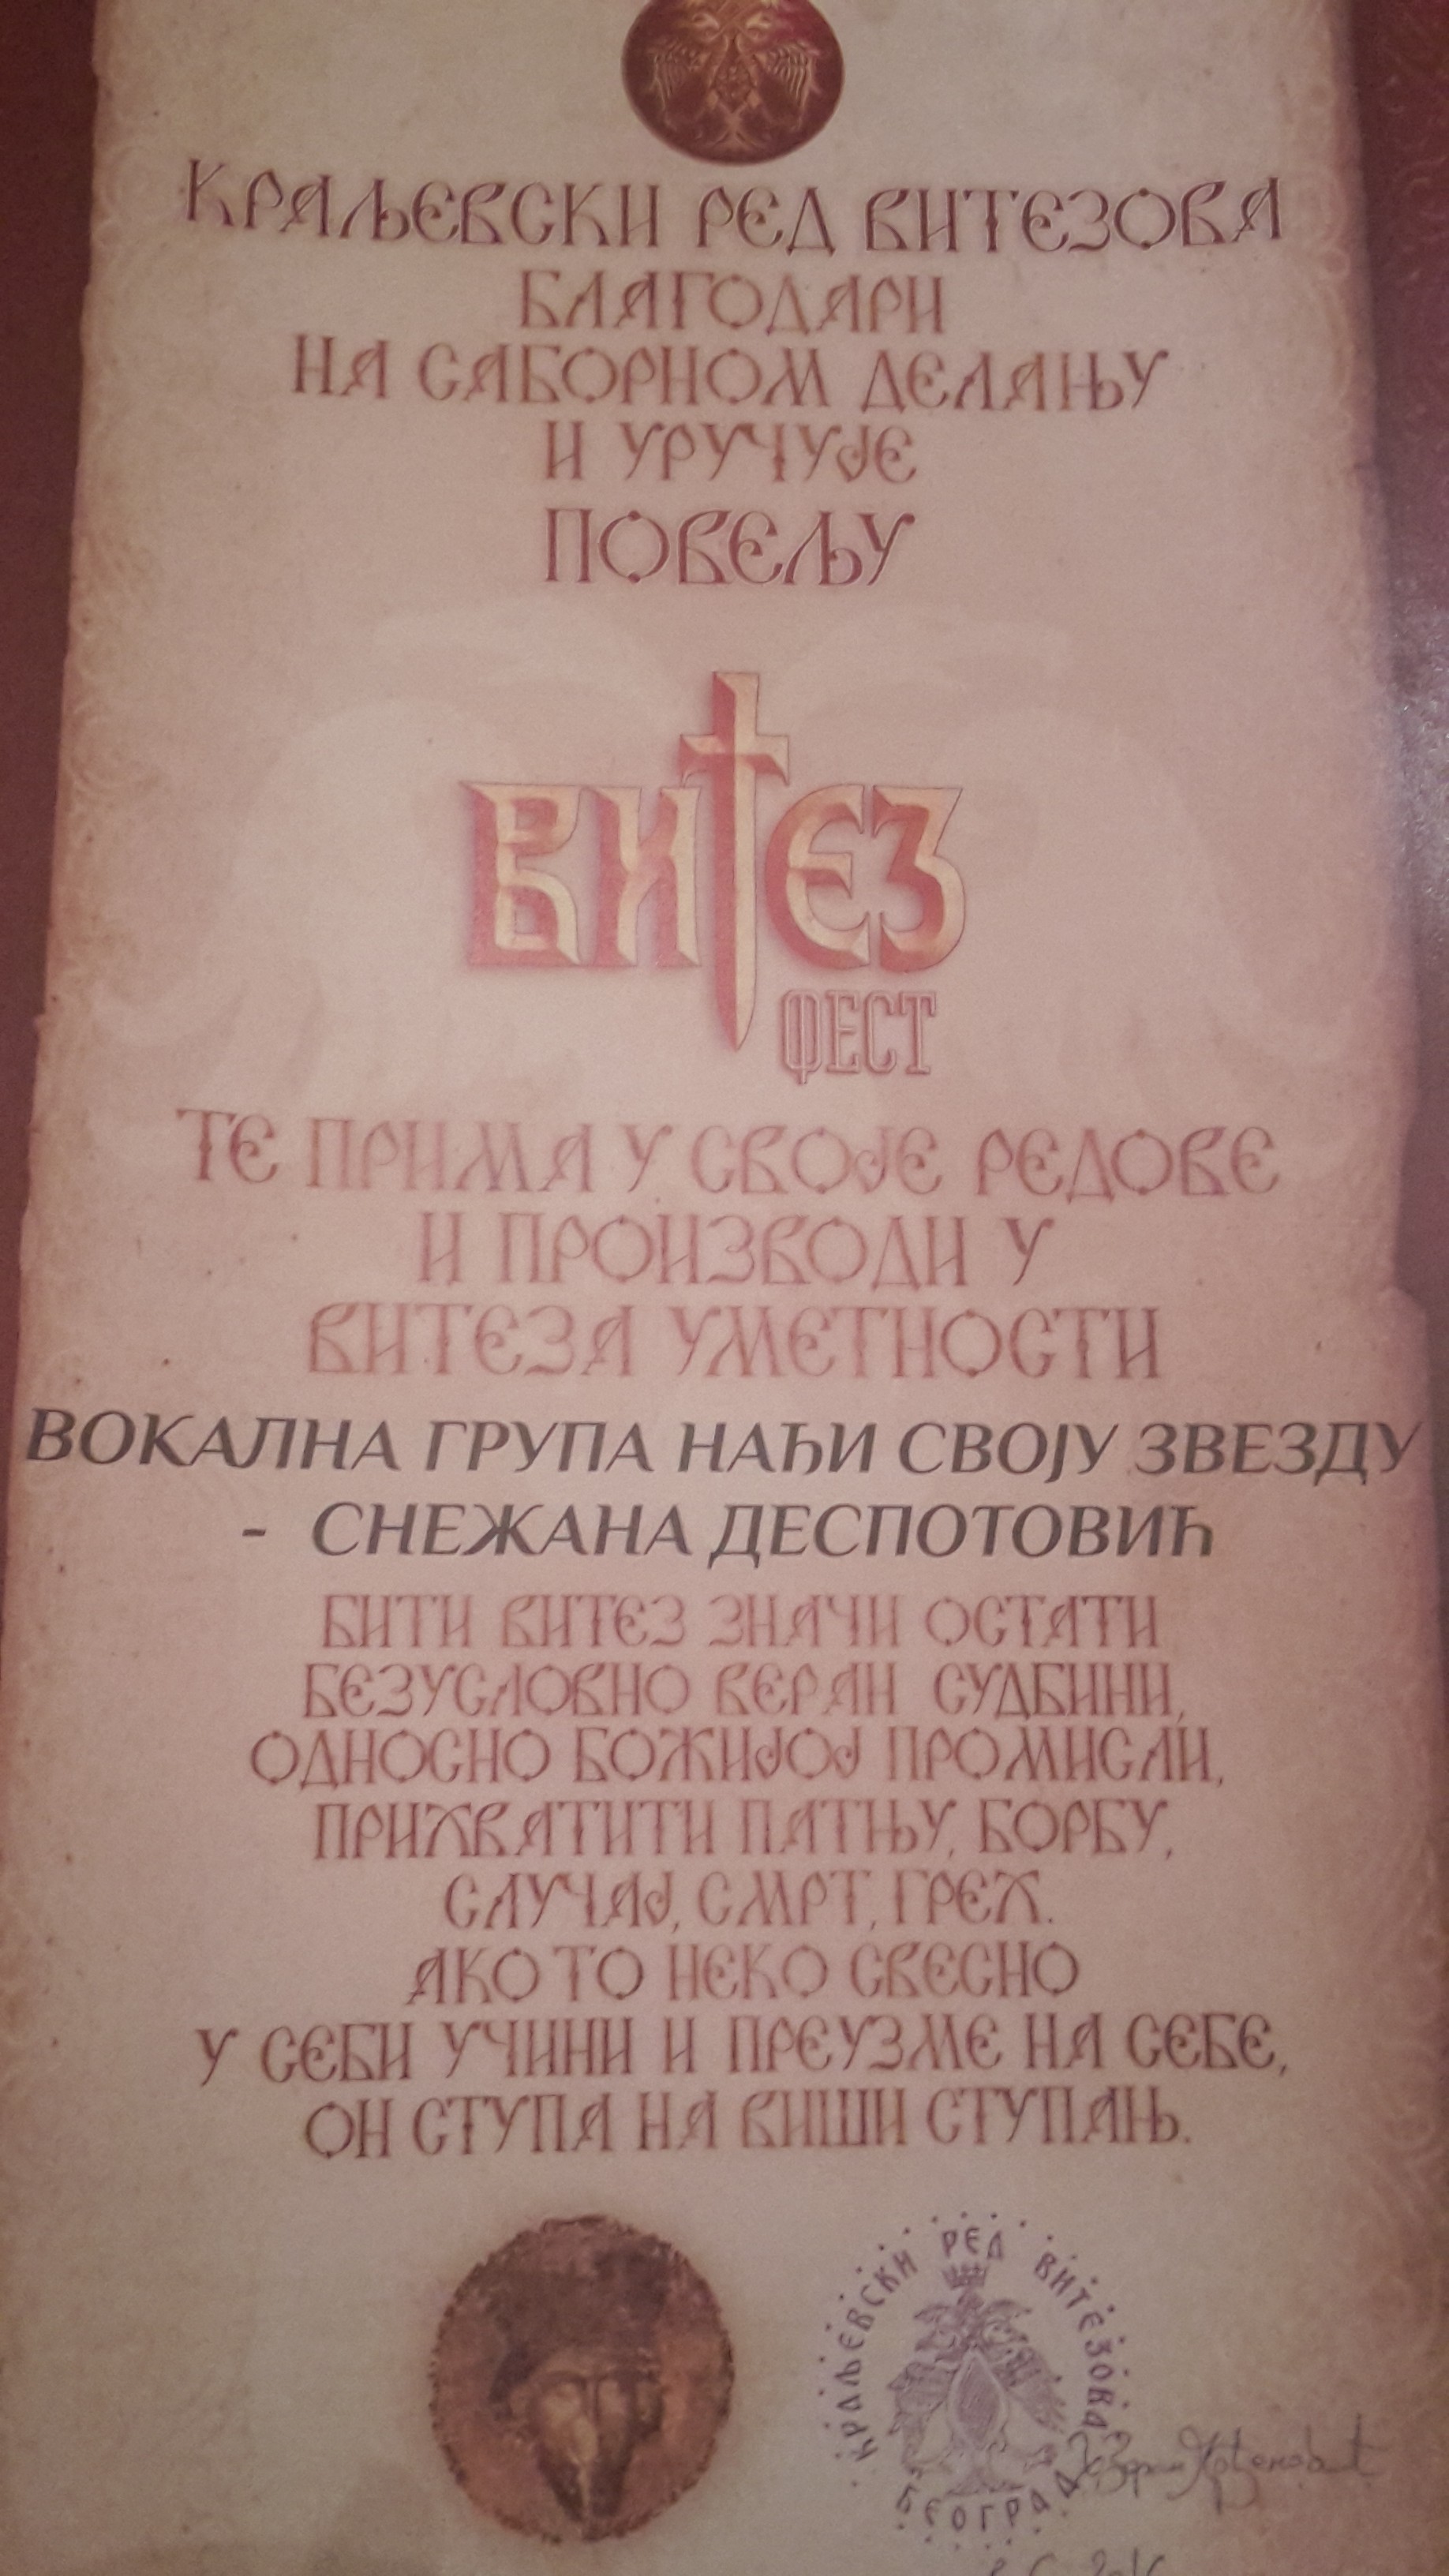 КРАЉЕВСКИ РЕД ВИТЕЗОВА
БЛАГОДАРИ
НА САБОРНОМ ДЕЛАЊУ
И УРУЧУЈЕ
ПОВЕЉУ
ВИТЕЗ
ФЕСТ
ТЕ ПРИМА У СВОЈЕ РЕДОВЕ
И ПРОИЗВОДИ У
ВИТЕЗА УМЕТНОСТИ
ВОКАЛНА ГРУПА НАЂИ СВОЈУ ЗВЕЗДУ
- СНЕЖАНА ДЕСПОТОВИЋ
БИТИ ВИТЕЗ ЗНАЧИ ОСТАТИ
БЕЗУСЛОВНО ВЕРАН СУДБИНИ,
ОДНОСНО БОЖИЈОЈ ПРОМИСЛИ,
ПРИХВАТИТИ ПАТЊУ, БОРБУ,
СЛУЧАЈ, СМРТ, ГРЕХ.
АКО ТО НЕКО СВЕСНО
У СЕБИ УЧИНИ И ПРЕУЗМЕ НА СЕБЕ,
ОН СТУПА НА ВИШИ СТУПАЊ.
КРАЉЕВСКИ РЕД ВИТЕЗОВА
БЕОГРАД